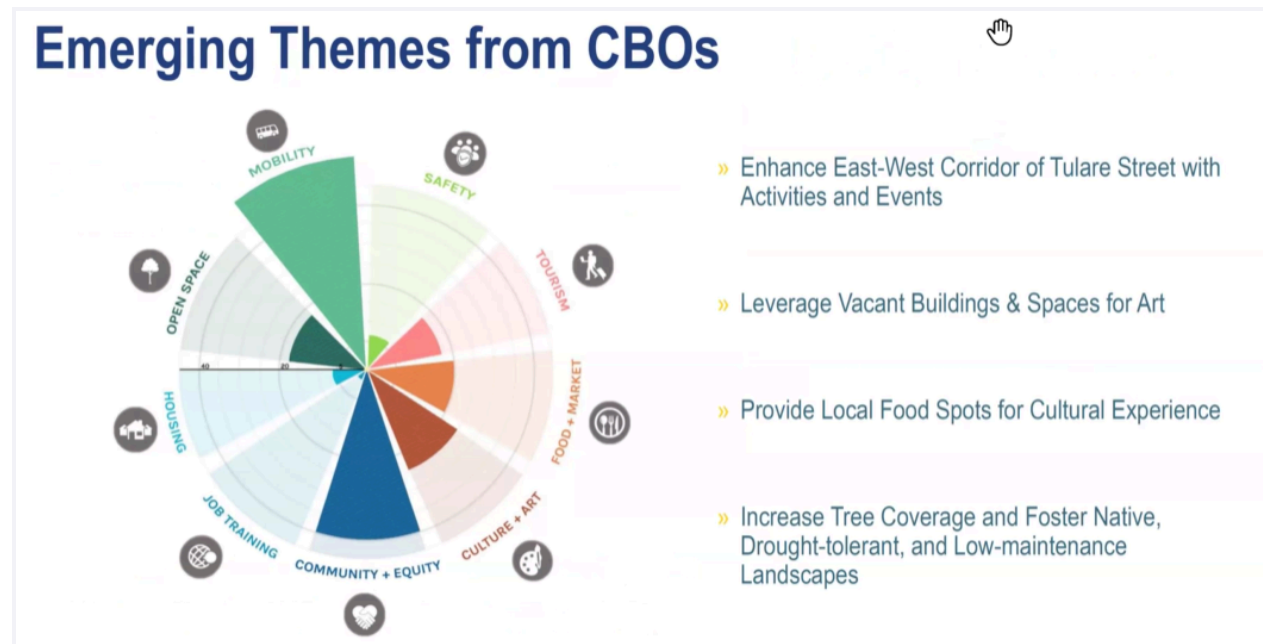 Emerging Themes from CBOs
MOBILITY
SAFETY
TOURISM
FOOD + MARKET
CULTURE + ART
COMMUNITY + EQUITY
JOB TRAINING
HOUSING
OPEN SPACE
40
20
» Enhance East-West Corridor of Tulare Street with
Activities and Events
» Leverage Vacant Buildings & Spaces for Art
» Provide Local Food Spots for Cultural Experience
» Increase Tree Coverage and Foster Native,
Drought-tolerant, and Low-maintenance
Landscapes